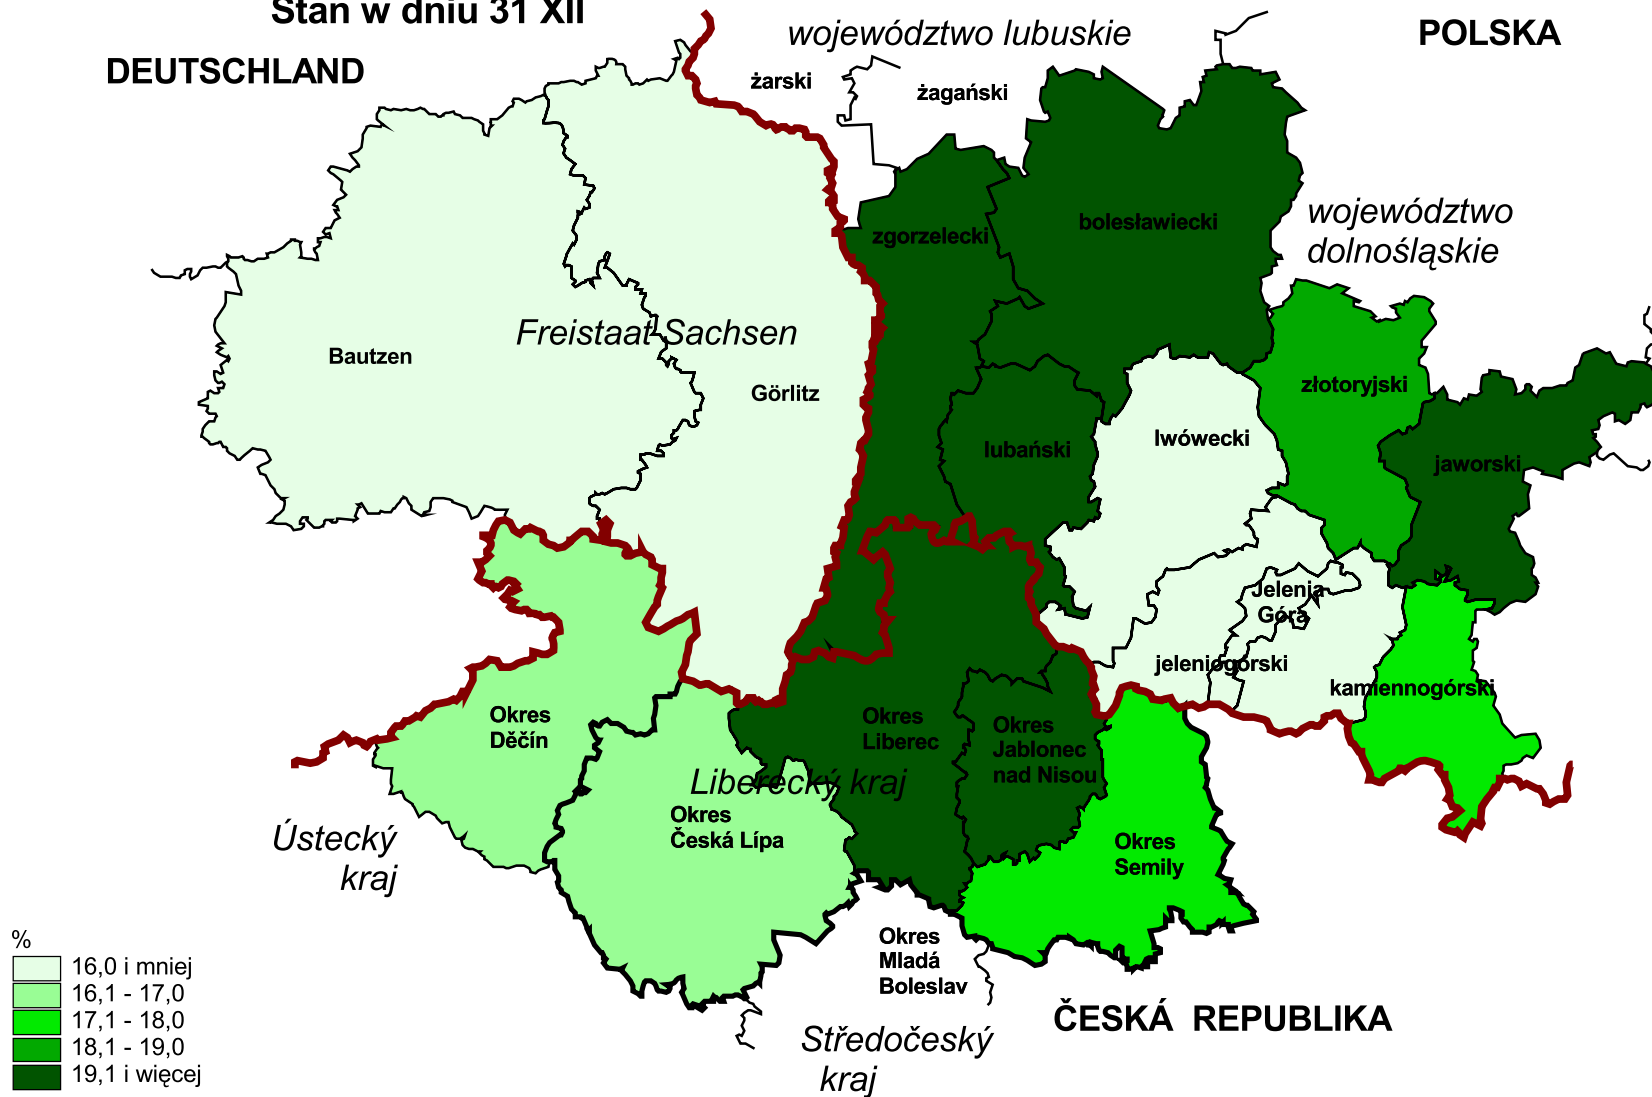 Stan w dniu 31 XII
DEUTSCHLAND
województwo lubuskie
POLSKA
żarski
żagański
zgorzelecki
bolesławiecki
województwo
dolnośląskie
Freistaat Sachsen
Bautzen
Görlitz
złotoryjski
lwówecki
lubański
jaworski
Jelenia
Góra
jeleniogórski
kamiennogórski
Okres
Děčín
Okres
Liberec
Okres
Jablonec
nad Nisou
Liberecký kraj
Okres
Česká Lípa
Ústecký
kraj
Okres
Semily
Okres
Mladá
Boleslav
ČESKÁ REPUBLIKA
Středočeský
kraj
%
16,0 i mniej
16,1 - 17,0
17,1 - 18,0
18,1 - 19,0
19,1 i więcej